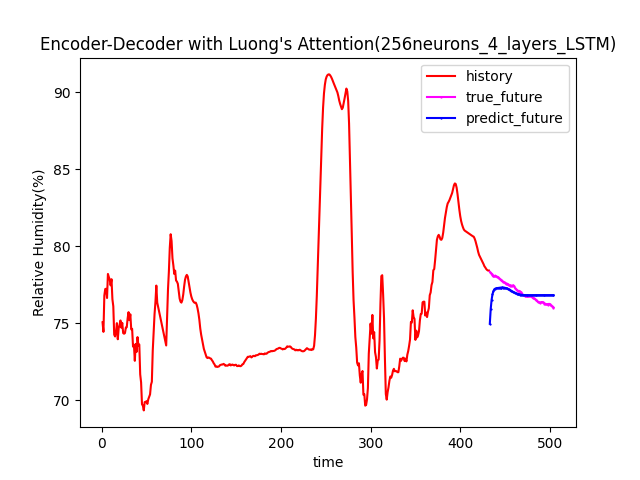 Encoder-Decoder with Luong's Attention(256neurons_4_layers_LSTM)
history
true_future
predict_future
Relative Humidity(%)
90
85
80
75
70
0 100 200 300 400 500
time